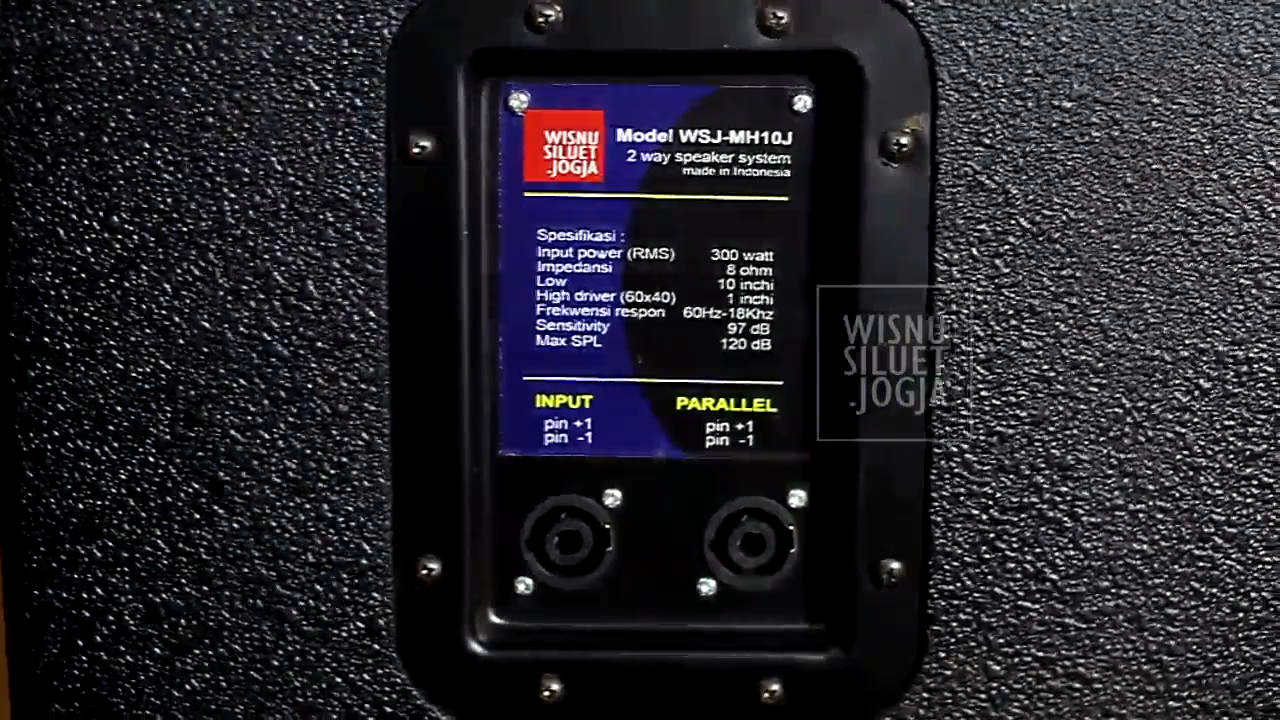 WISNU
SILUET
.JOGJA
Model WSJ-MH10J
2 way speaker system
made in Indonesia
Spesifikasi :
Input power (RMS) 300 watt
Impedansi 8 ohm
Low 10 inchi
High driver (60x40) 1 inchi
Frekwensi respon 60Hz-18Khz
Sensitivity 97 dB
Max SPL 120 dB
INPUT PARALLEL
pin +1 pin +1
pin -1 pin -1
WISNU
SILUET
.JOGJA